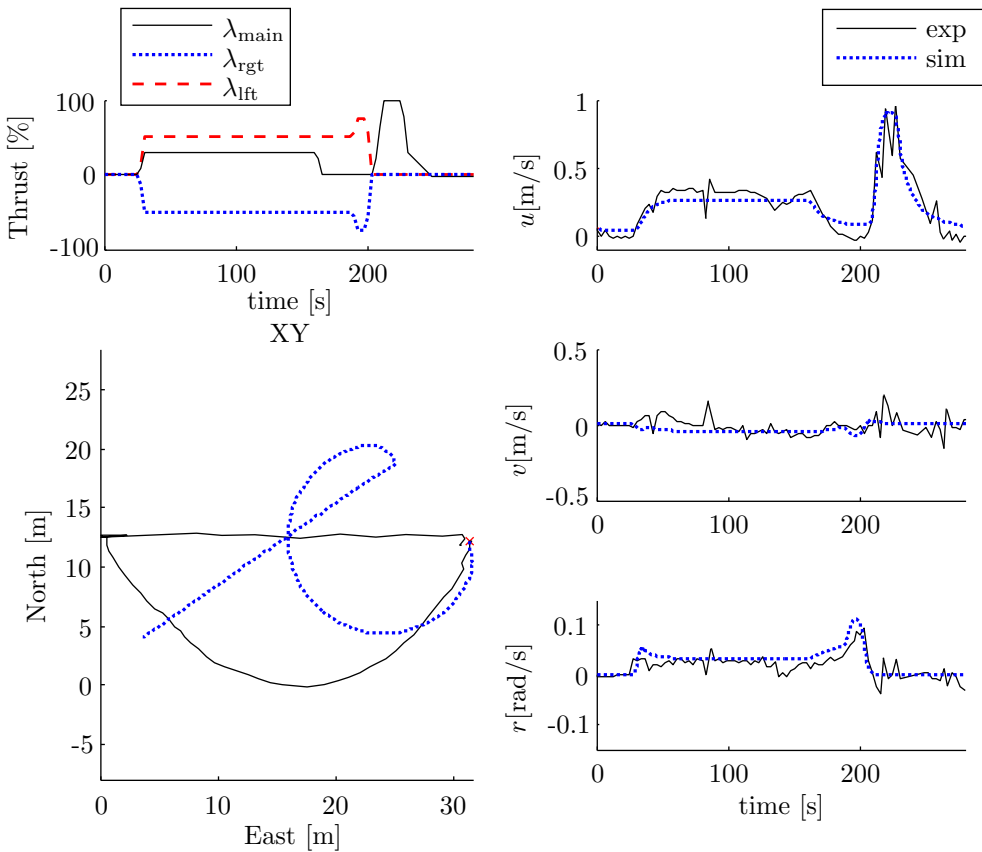 λmain
λrgt
λlft
Thrust [%]
100
0
-100
0 100 200
time [s]
exp
sim
u[m/s]
1
0.5
0
0 100 200
XY
North [m]
25
20
15
10
5
0
-5
0 10 20 30
East [m]
v[m/s]
0.5
0
-0.5
0 100 200
r[rad/s]
0.1
0
-0.1
0 100 200
time [s]